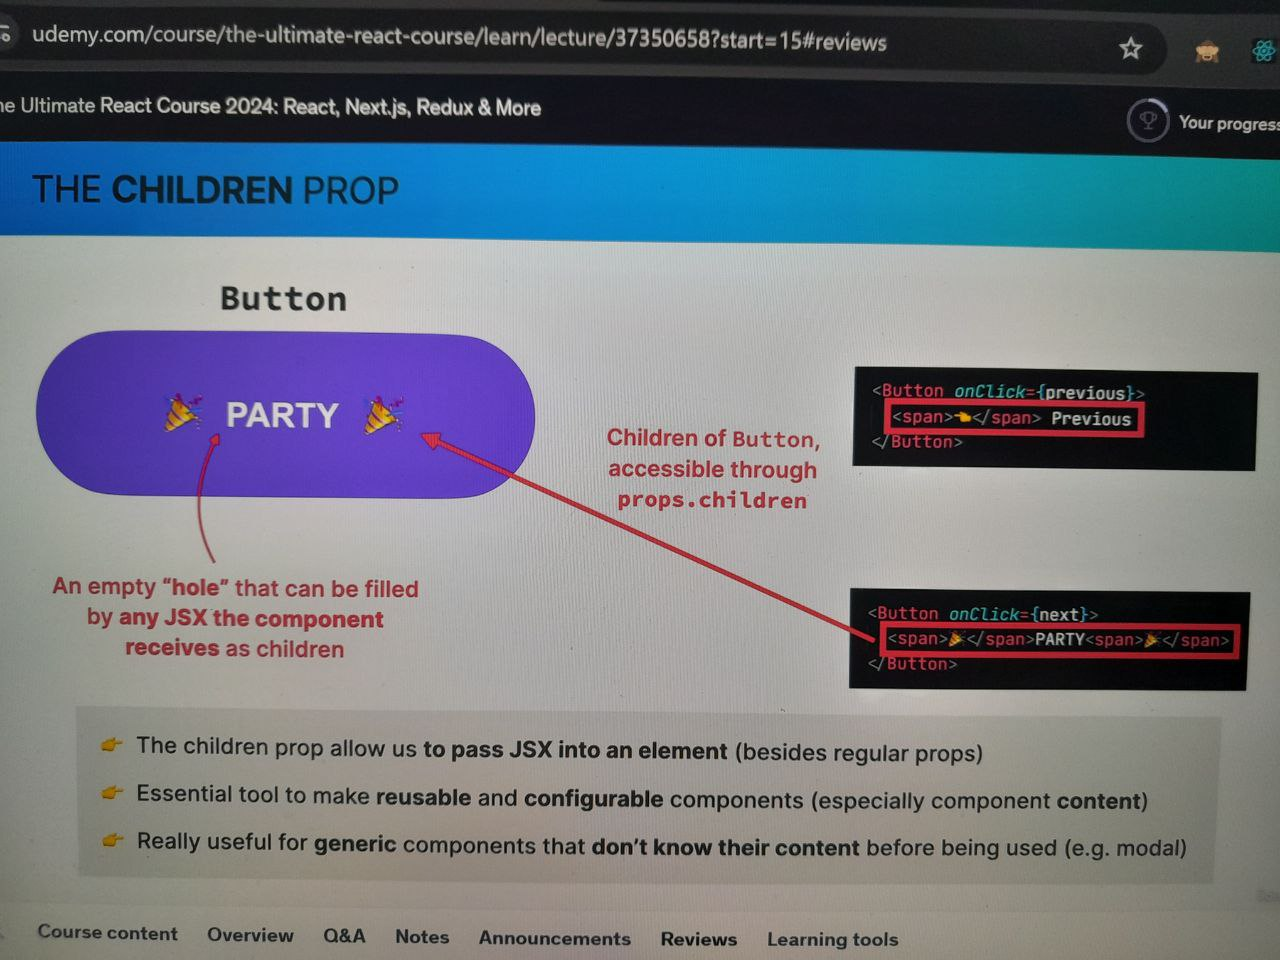 udemy.com/course/the-ultimate-react-course/learn/lecture/37350658?start=15#reviews
Ultimate React Course 2024: React, Next.js, Redux & More
Your progress
THE CHILDREN PROP
Button
🎉 PARTY 🎉
<Button onClick={previous}>
<span>👈</span> Previous
</Button>
Children of Button,
accessible through
props.children
An empty “hole” that can be filled
by any JSX the component
receives as children
<Button onClick={next}>
<span>🎉</span>PARTY<span>🎉</span>
</Button>
👉 The children prop allow us to pass JSX into an element (besides regular props)
👉 Essential tool to make reusable and configurable components (especially component content)
👉 Really useful for generic components that don’t know their content before being used (e.g. modal)
Course content Overview Q&A Notes Announcements Reviews Learning tools